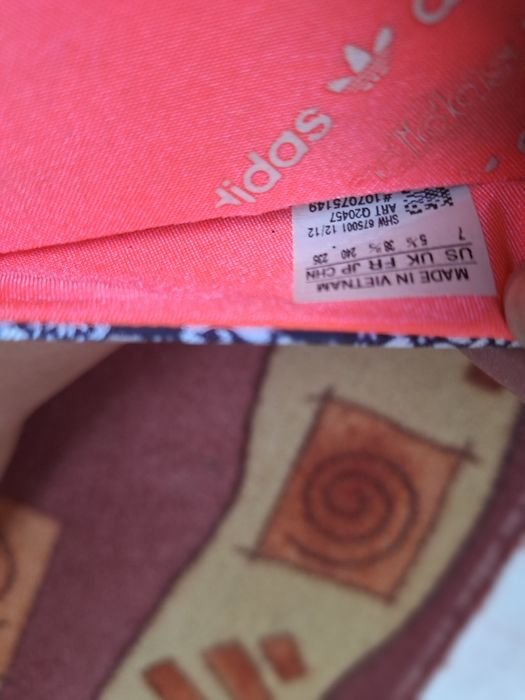 adidas
MADE IN VIETNAM
US UK FR JP CHN
7 5½ 38⅔ 240 235
SHW 675001 12/12
ART Q20457
#107075149